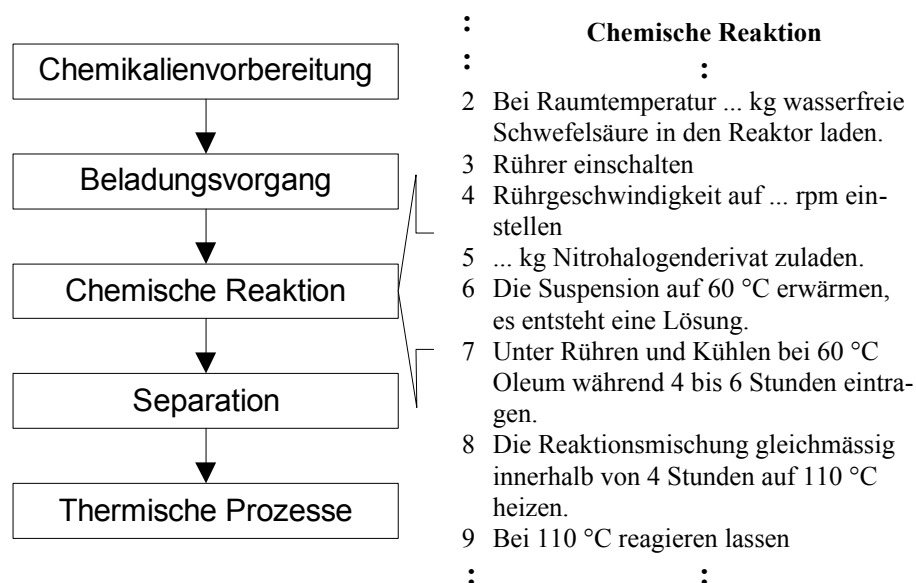 Chemikalienvorbereitung
Beladungsvorgang
Chemische Reaktion
Separation
Thermische Prozesse
: Chemische Reaktion
: :
2 Bei Raumtemperatur ... kg wasserfreie
Schwefelsäure in den Reaktor laden.
3 Rührer einschalten
4 Rührgeschwindigkeit auf ... rpm ein-
stellen
5 ... kg Nitrohalogenderivat zuladen.
6 Die Suspension auf 60 °C erwärmen,
es entsteht eine Lösung.
7 Unter Rühren und Kühlen bei 60 °C
Oleum während 4 bis 6 Stunden eintra-
gen.
8 Die Reaktionsmischung gleichmässig
innerhalb von 4 Stunden auf 110 °C
heizen.
9 Bei 110 °C reagieren lassen
: :